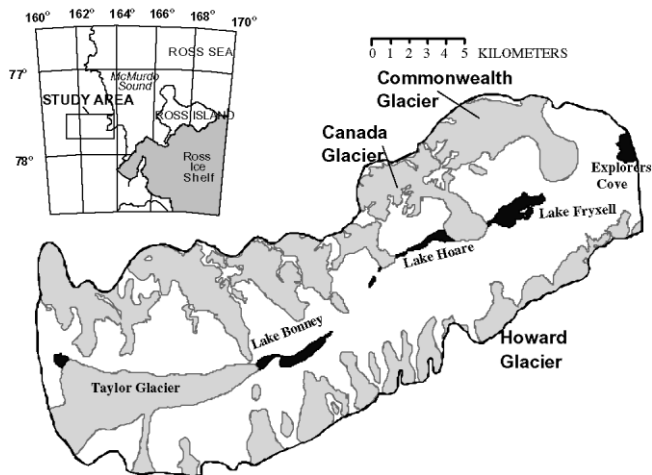 160° 162° 164° 166° 168° 170°
ROSS SEA
77°
McMurdo
Sound
STUDY AREA
ROSS ISLAND
78°
Ross
Ice
Shelf
0 1 2 3 4 5 KILOMETERS
Commonwealth
Glacier
Canada
Glacier
Explorers
Cove
Lake Fryxell
Lake Hoare
Lake Bonney
Howard
Glacier
Taylor Glacier